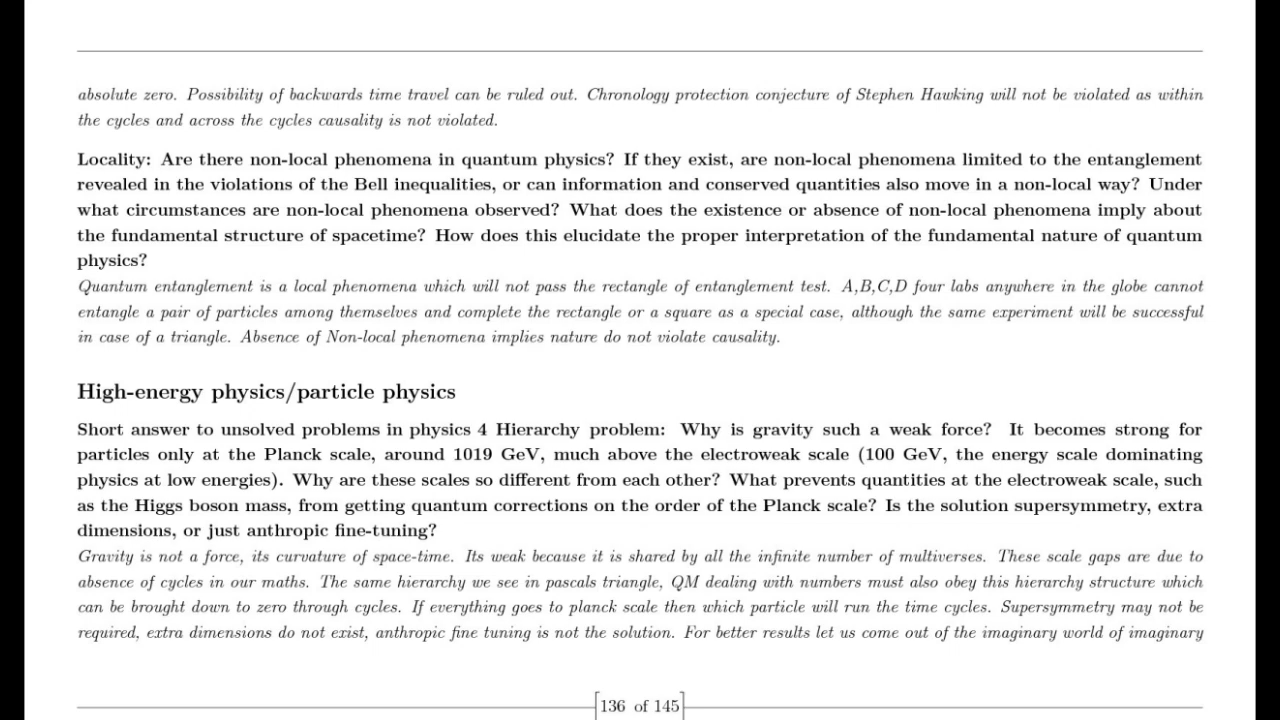 absolute zero. Possibility of backwards time travel can be ruled out. Chronology protection conjecture of Stephen Hawking will not be violated as within
the cycles and across the cycles causality is not violated.
Locality: Are there non-local phenomena in quantum physics? If they exist, are non-local phenomena limited to the entanglement
revealed in the violations of the Bell inequalities, or can information and conserved quantities also move in a non-local way? Under
what circumstances are non-local phenomena observed? What does the existence or absence of non-local phenomena imply about
the fundamental structure of spacetime? How does this elucidate the proper interpretation of the fundamental nature of quantum
physics?
Quantum entanglement is a local phenomena which will not pass the rectangle of entanglement test. A,B,C,D four labs anywhere in the globe cannot
entangle a pair of particles among themselves and complete the rectangle or a square as a special case, although the same experiment will be successful
in case of a triangle. Absence of Non-local phenomena implies nature do not violate causality.
High-energy physics/particle physics
Short answer to unsolved problems in physics 4 Hierarchy problem: Why is gravity such a weak force? It becomes strong for
particles only at the Planck scale, around 1019 GeV, much above the electroweak scale (100 GeV, the energy scale dominating
physics at low energies). Why are these scales so different from each other? What prevents quantities at the electroweak scale, such
as the Higgs boson mass, from getting quantum corrections on the order of the Planck scale? Is the solution supersymmetry, extra
dimensions, or just anthropic fine-tuning?
Gravity is not a force, its curvature of space-time. Its weak because it is shared by all the infinite number of multiverses. These scale gaps are due to
absence of cycles in our maths. The same hierarchy we see in pascals triangle, QM dealing with numbers must also obey this hierarchy structure which
can be brought down to zero through cycles. If everything goes to planck scale then which particle will run the time cycles. Supersymmetry may not be
required, extra dimensions do not exist, anthropic fine tuning is not the solution. For better results let us come out of the imaginary world of imaginary
136 of 145